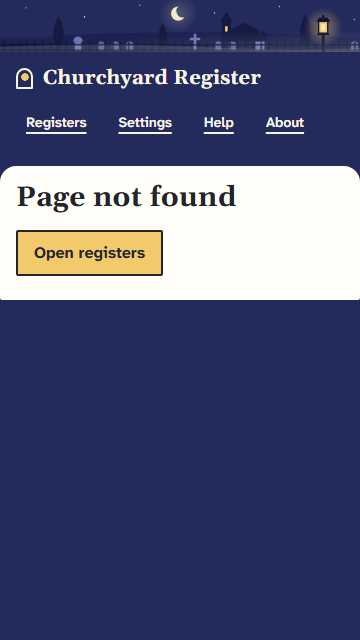 Churchyard Register
Registers Settings Help About
Page not found
Open registers